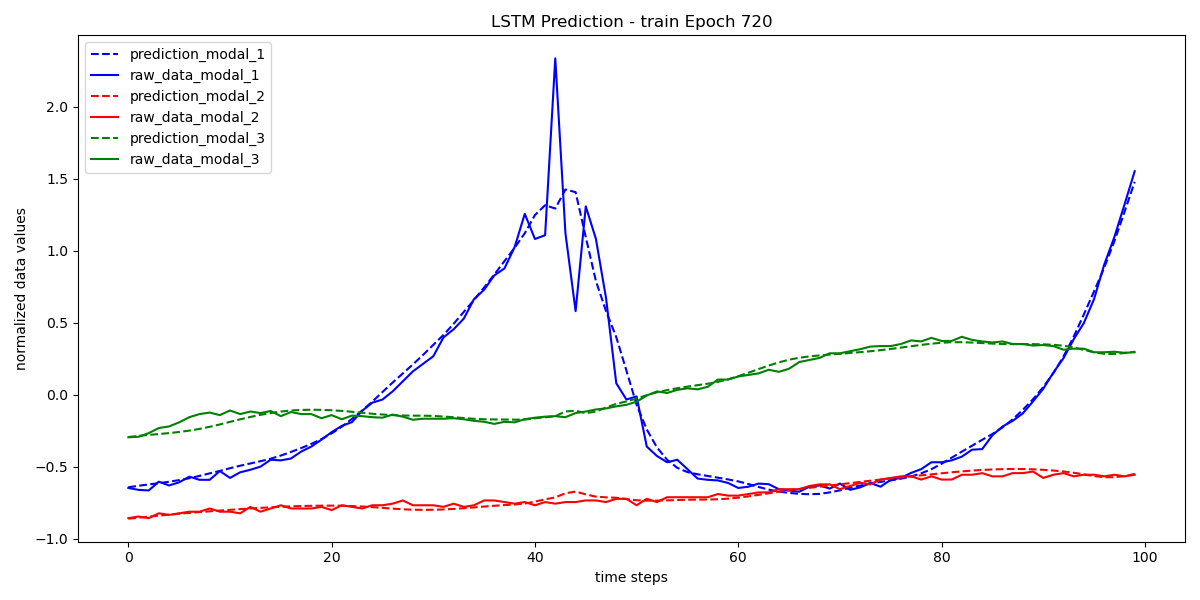 LSTM Prediction - train Epoch 720
prediction_modal_1
raw_data_modal_1
prediction_modal_2
raw_data_modal_2
prediction_modal_3
raw_data_modal_3
normalized data values
2.0
1.5
1.0
0.5
0.0
−0.5
−1.0
0 20 40 60 80 100
time steps